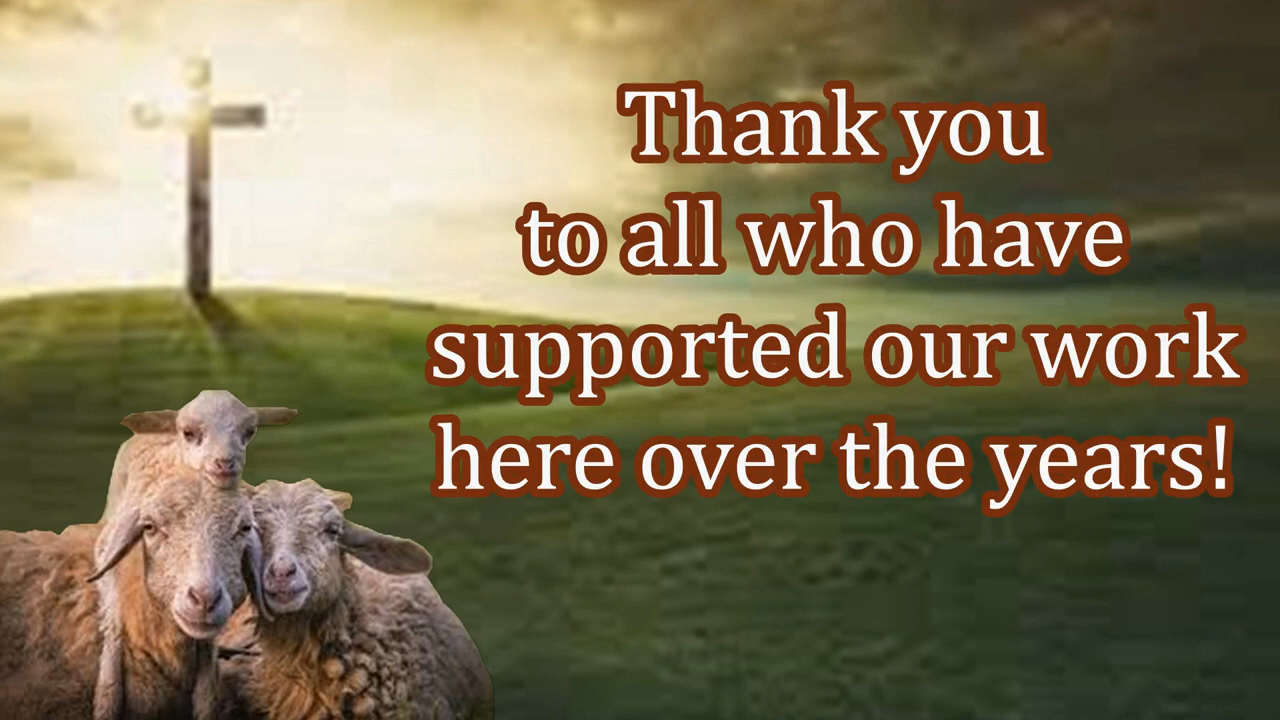 Thank you
to all who have
supported our work
here over the years!